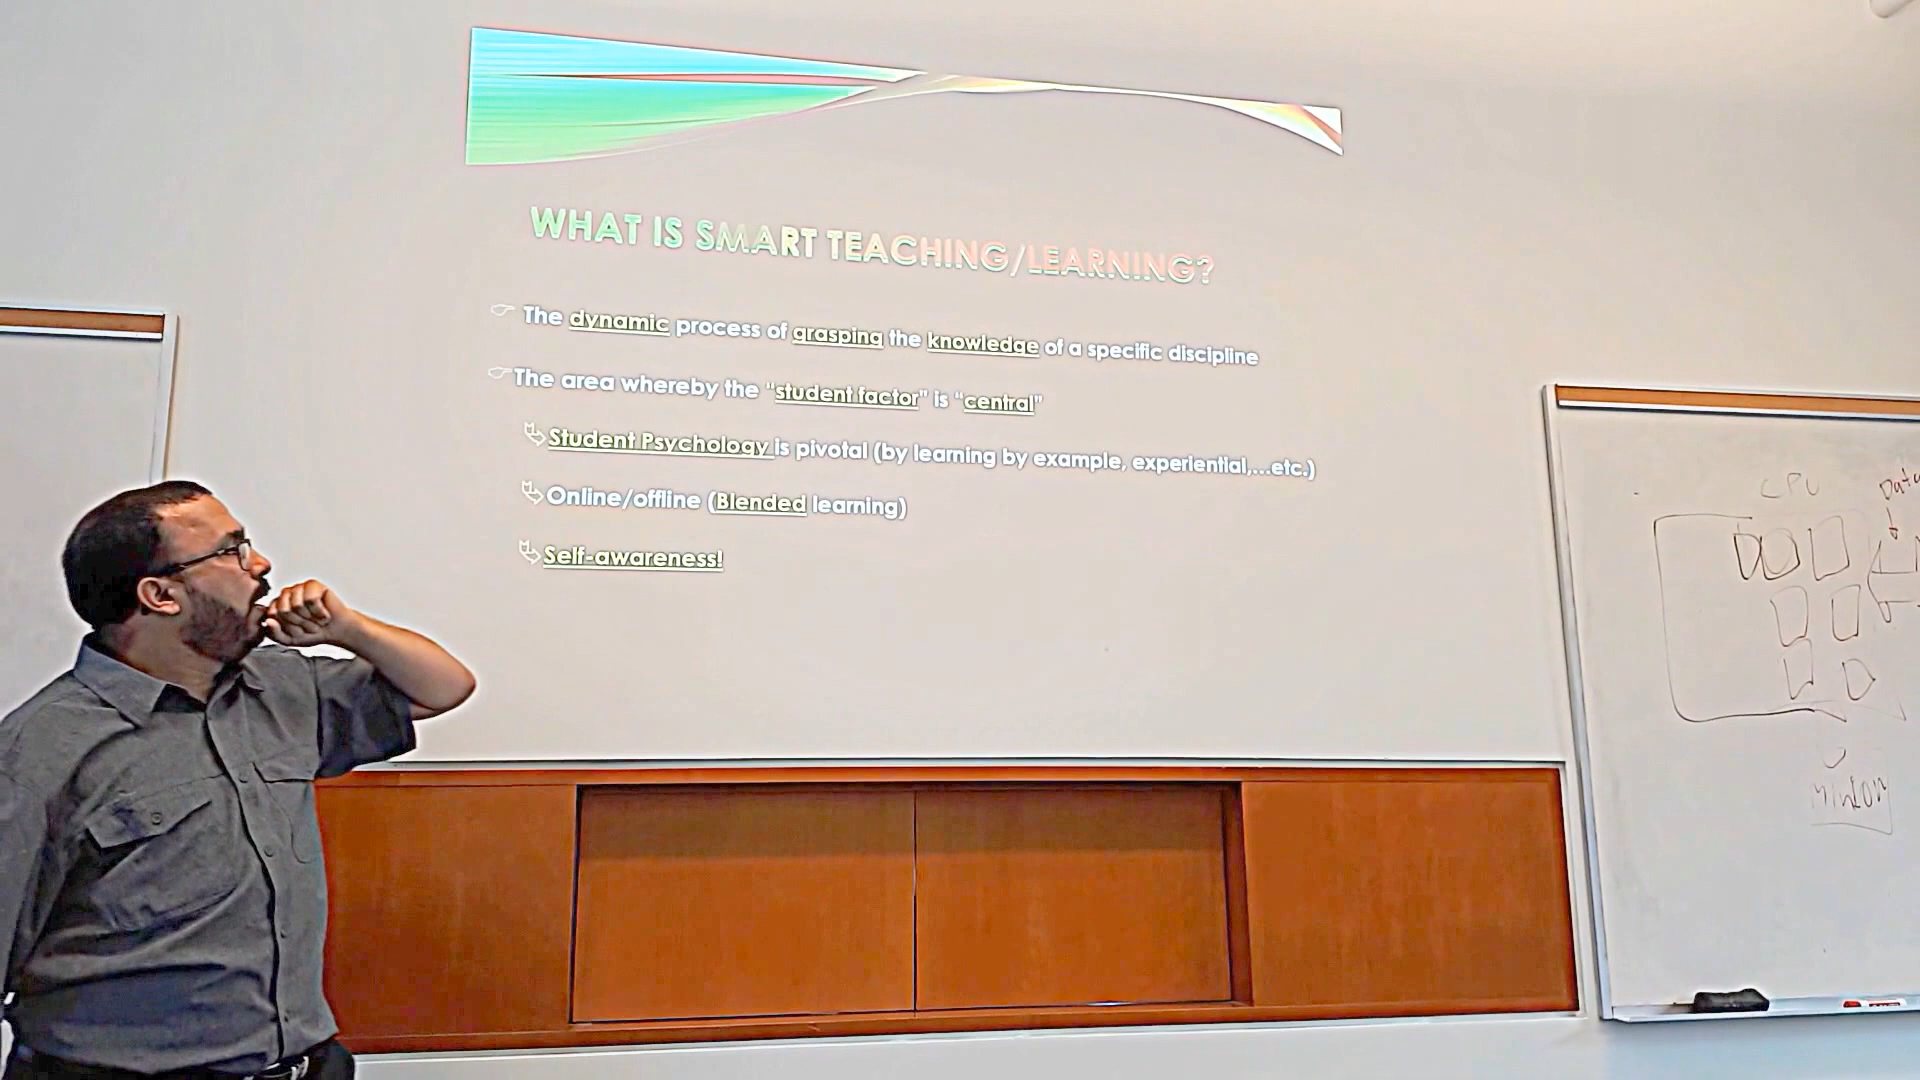 WHAT IS SMART TEACHING/LEARNING?
The dynamic process of grasping the knowledge of a specific discipline
The area whereby the "student factor" is "central"
Student Psychology is pivotal (by learning by example, experiential,...etc.)
Online/offline (Blended learning)
Self-awareness!
CPU
Data